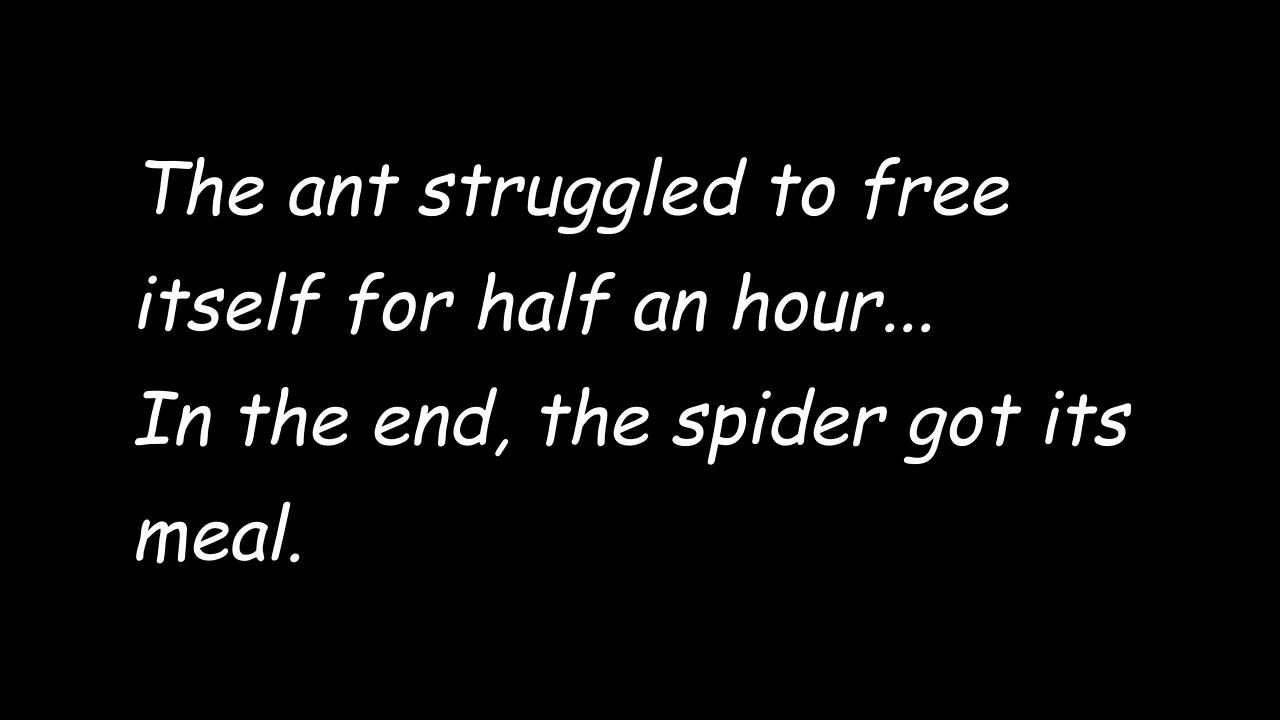 The ant struggled to free
itself for half an hour...
In the end, the spider got its
meal.